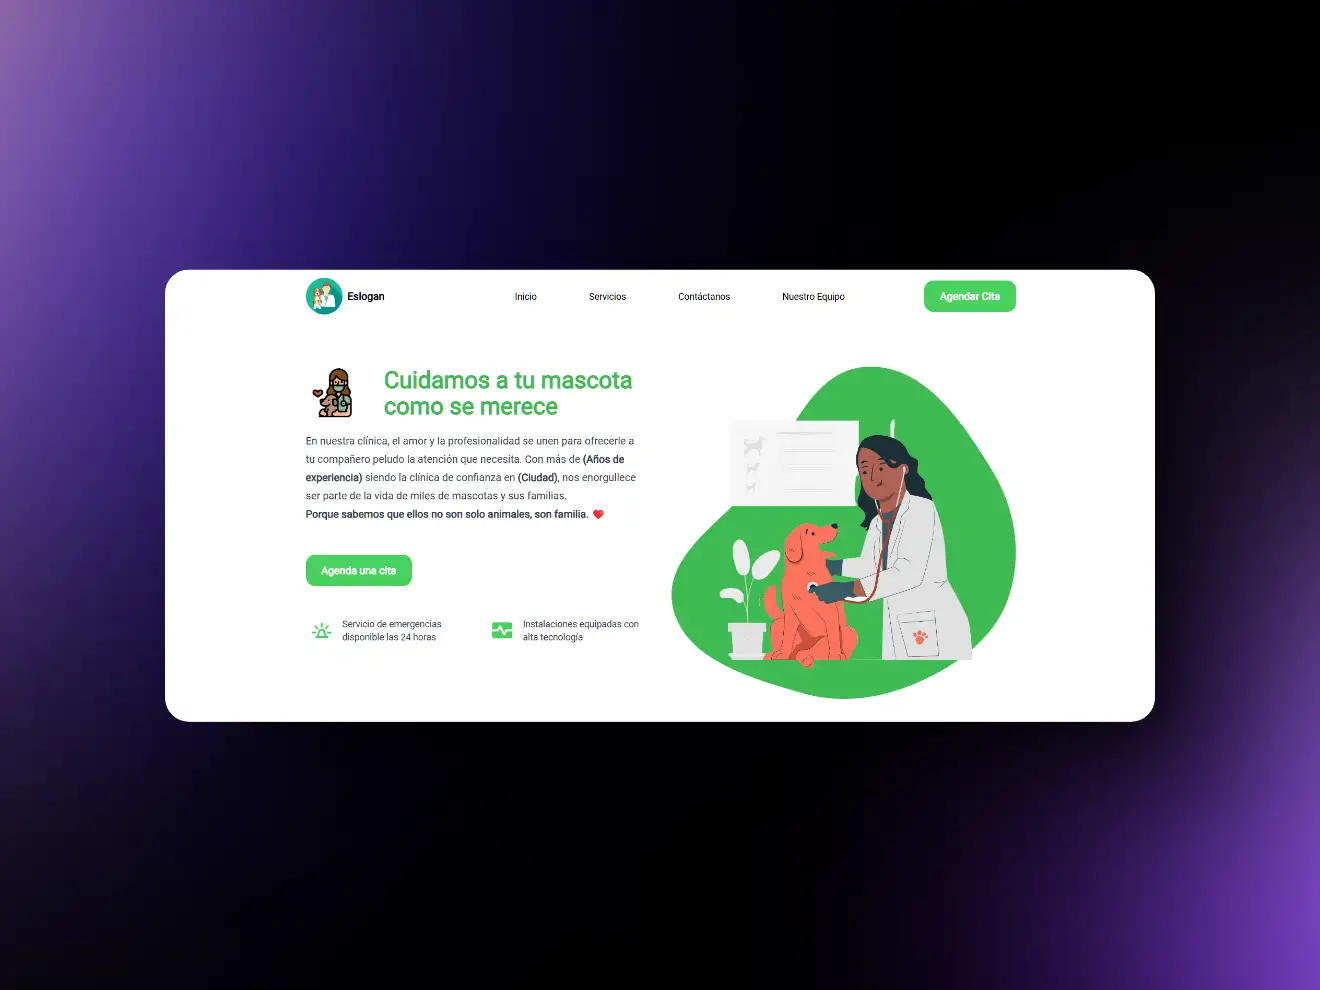 Eslogan
Inicio
Servicios
Contáctanos
Nuestro Equipo
Agendar Cita
Cuidamos a tu mascota
como se merece
En nuestra clínica, el amor y la profesionalidad se unen para ofrecerle a
tu compañero peludo la atención que necesita. Con más de (Años de
experiencia) siendo la clínica de confianza en (Ciudad), nos enorgullece
ser parte de la vida de miles de mascotas y sus familias.
Porque sabemos que ellos no son solo animales, son familia. ❤️
Agenda una cita
Servicio de emergencias
disponible las 24 horas
Instalaciones equipadas con
alta tecnología